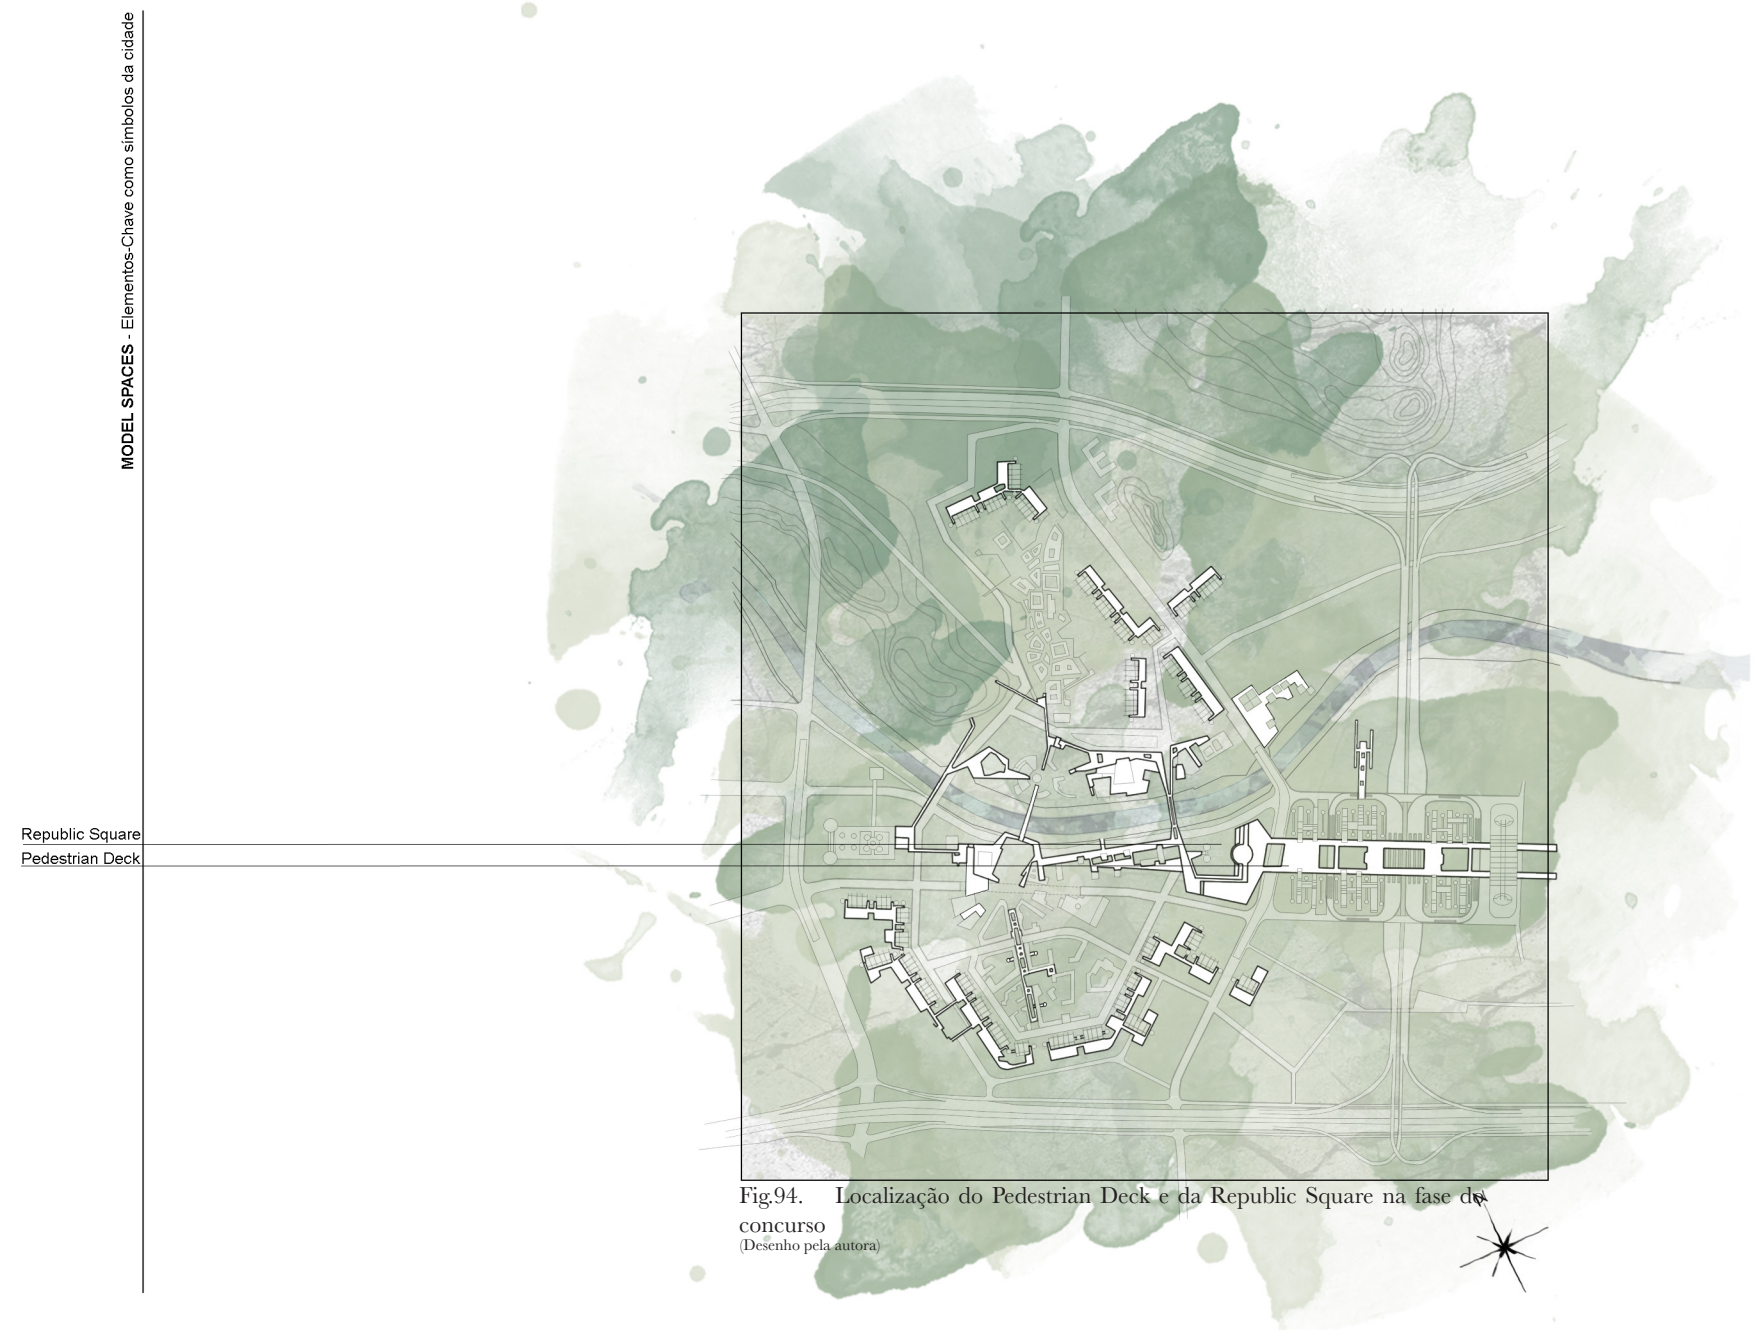 MODEL SPACES - Elementos-Chave como símbolos da cidade
Republic Square
Pedestrian Deck
Fig.94. Localização do Pedestrian Deck e da Republic Square na fase de
concurso
(Desenho pela autora)